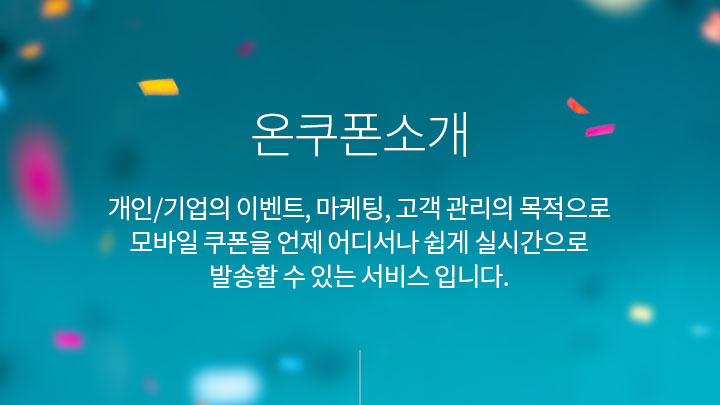 온쿠폰소개
개인/기업의 이벤트, 마케팅, 고객 관리의 목적으로
모바일 쿠폰을 언제 어디서나 쉽게 실시간으로
발송할 수 있는 서비스 입니다.